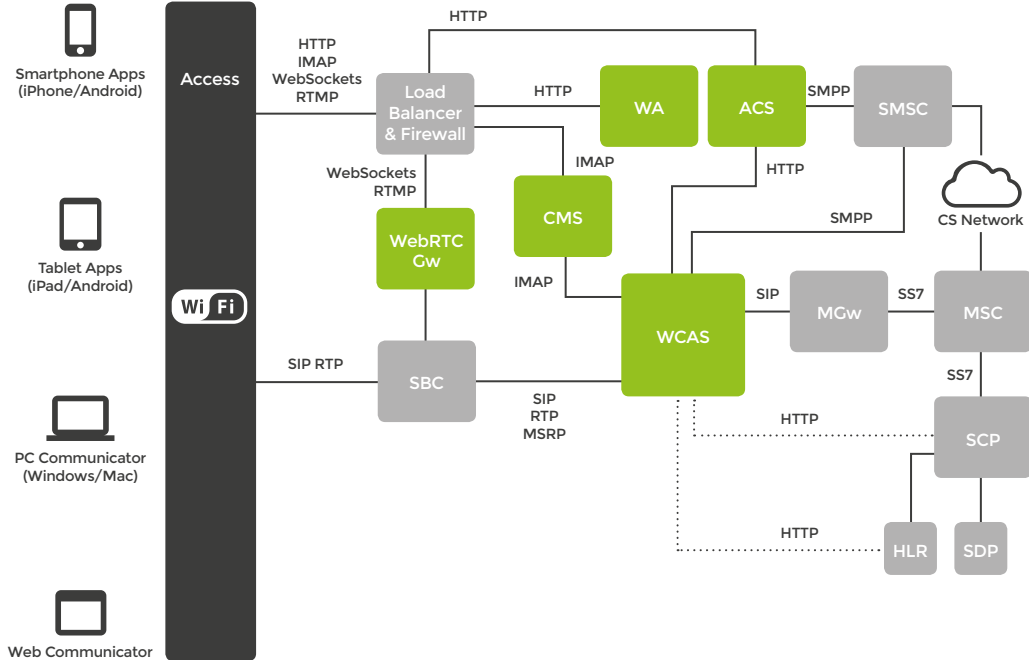 HTTP
Smartphone Apps
(iPhone/Android)
Access
HTTP
IMAP
WebSockets
RTMP
Load
Balancer
& Firewall
HTTP
WA
ACS
SMPP
SMSC
IMAP
HTTP
WebSockets
RTMP
CMS
SMPP
CS Network
WebRTC
Gw
Tablet Apps
(iPad/Android)
IMAP
Wi Fi
WCAS
SIP
MGw
SS7
MSC
SIP RTP
SBC
SIP
RTP
MSRP
SS7
PC Communicator
(Windows/Mac)
HTTP
SCP
HTTP
HLR
SDP
Web Communicator